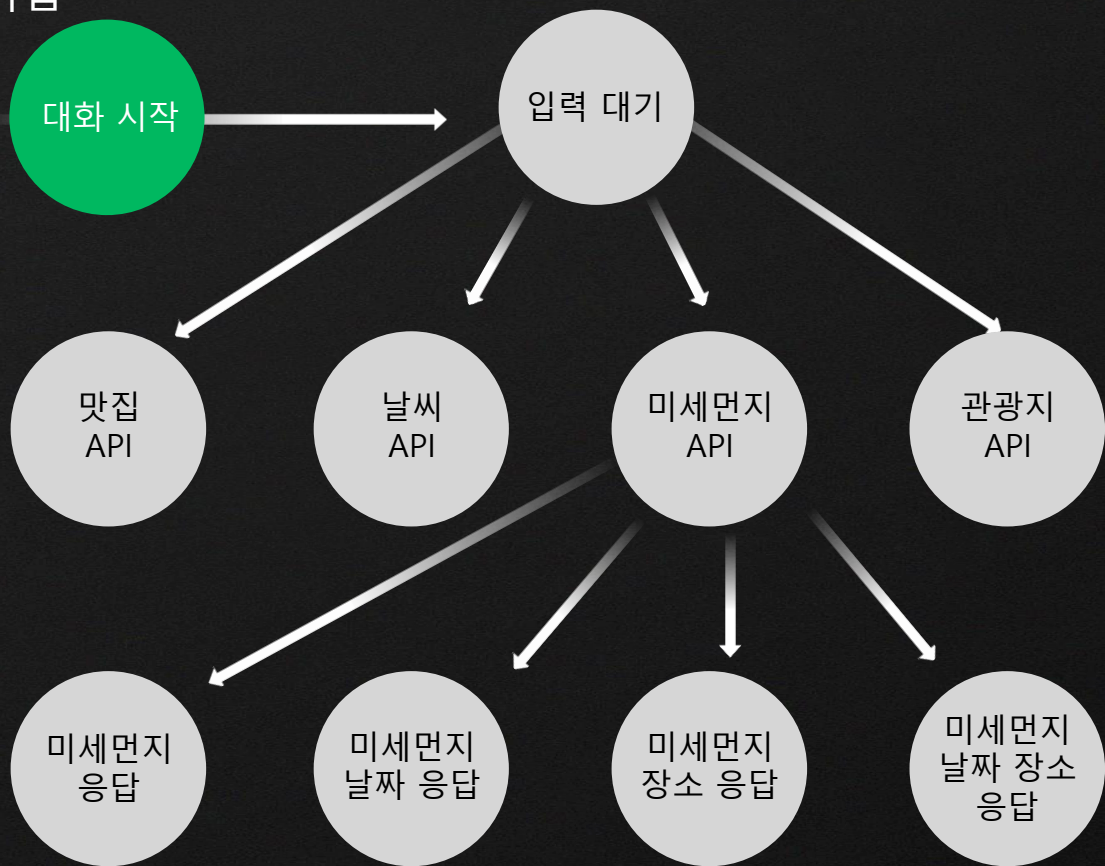 대화 시작
입력 대기
맛집
API
날씨
API
미세먼지
API
관광지
API
미세먼지
응답
미세먼지
날짜 응답
미세먼지
장소 응답
미세먼지
날짜 장소
응답